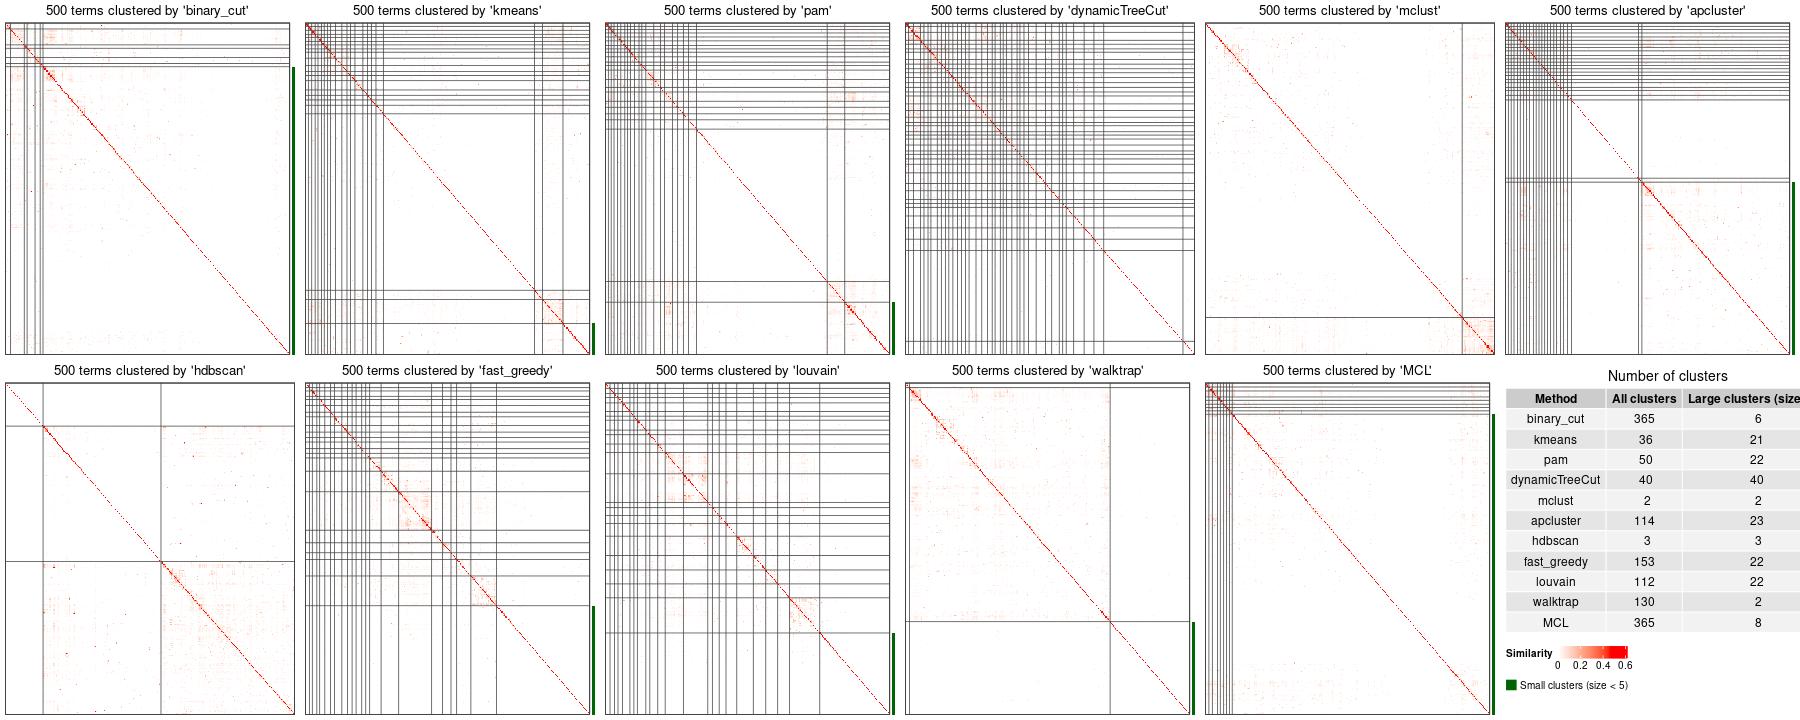 500 terms clustered by 'binary_cut'
500 terms clustered by 'kmeans'
500 terms clustered by 'pam'
500 terms clustered by 'dynamicTreeCut'
500 terms clustered by 'mclust'
500 terms clustered by 'apcluster'
500 terms clustered by 'hdbscan'
500 terms clustered by 'fast_greedy'
500 terms clustered by 'louvain'
500 terms clustered by 'walktrap'
500 terms clustered by 'MCL'
Number of clusters
Method All clusters Large clusters (size
binary_cut 365 6
kmeans 36 21
pam 50 22
dynamicTreeCut 40 40
mclust 2 2
apcluster 114 23
hdbscan 3 3
fast_greedy 153 22
louvain 112 22
walktrap 130 2
MCL 365 8
Similarity
0 0.2 0.4 0.6
Small clusters (size < 5)